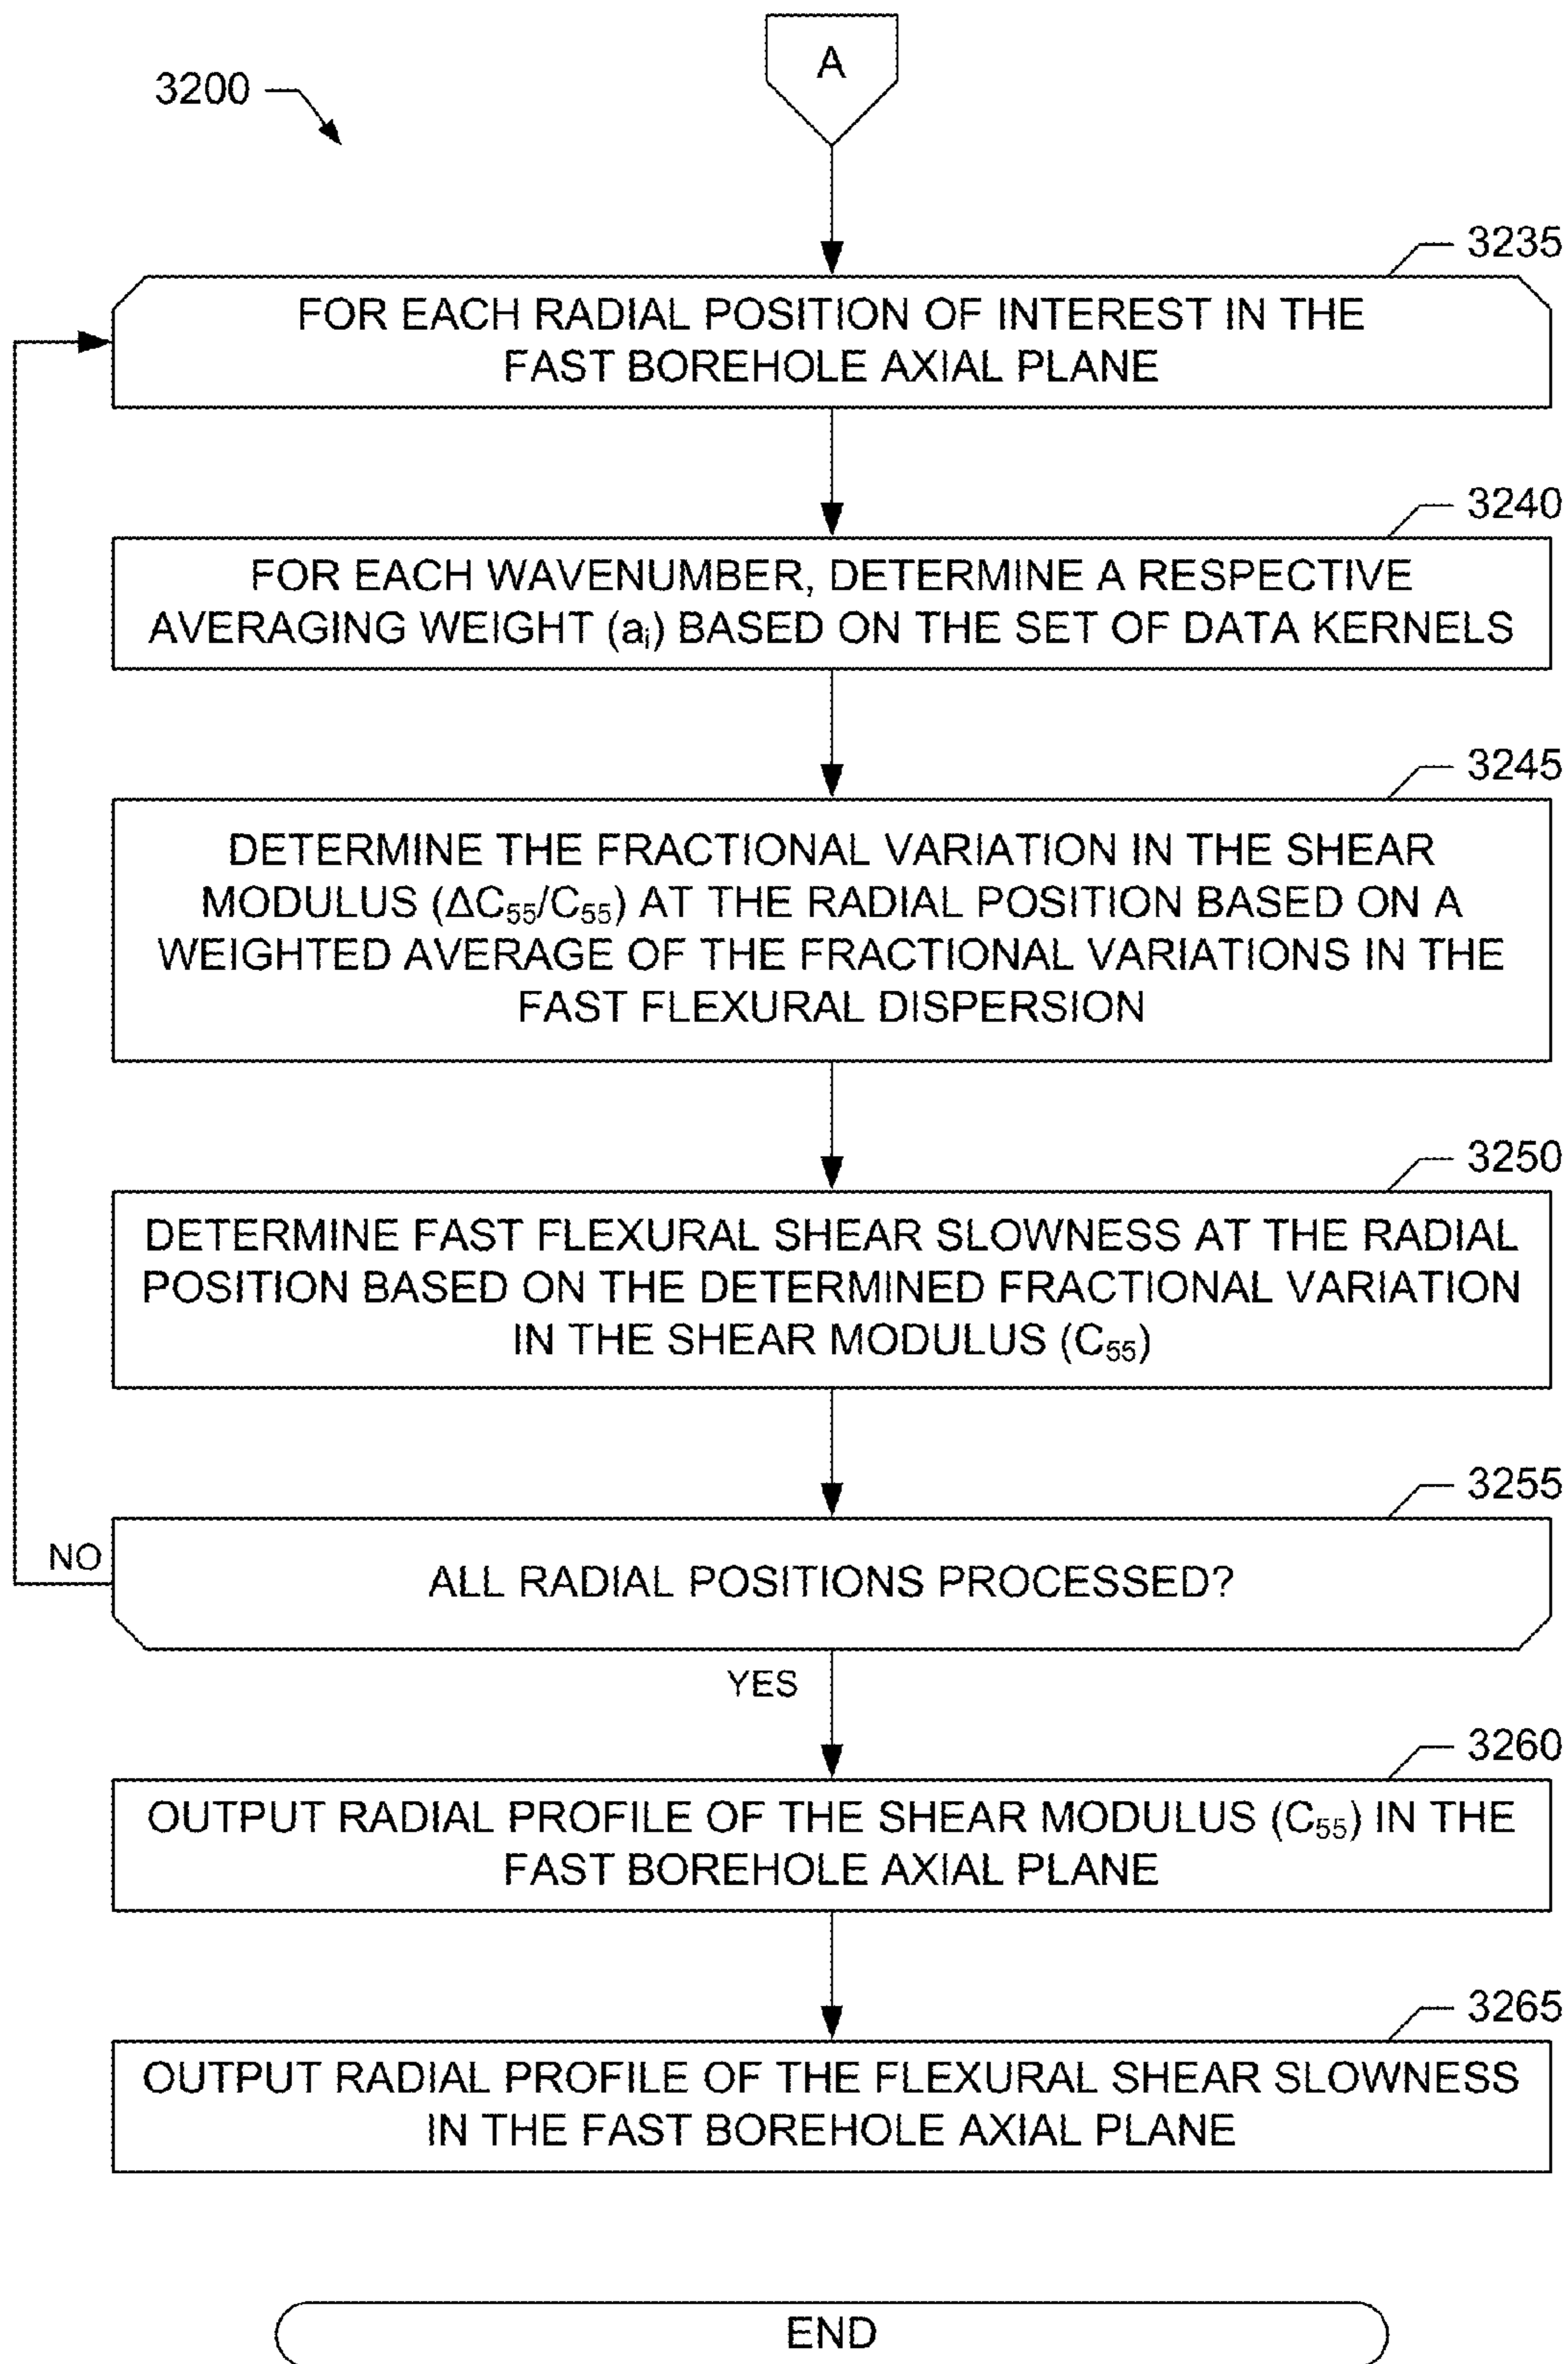 A
3200
3235
FOR EACH RADIAL POSITION OF INTEREST IN THE
FAST BOREHOLE AXIAL PLANE
3240
FOR EACH WAVENUMBER, DETERMINE A RESPECTIVE
AVERAGING WEIGHT (aᵢ) BASED ON THE SET OF DATA KERNELS
3245
DETERMINE THE FRACTIONAL VARIATION IN THE SHEAR
MODULUS (ΔC₅₅/C₅₅) AT THE RADIAL POSITION BASED ON A
WEIGHTED AVERAGE OF THE FRACTIONAL VARIATIONS IN THE
FAST FLEXURAL DISPERSION
3250
DETERMINE FAST FLEXURAL SHEAR SLOWNESS AT THE RADIAL
POSITION BASED ON THE DETERMINED FRACTIONAL VARIATION
IN THE SHEAR MODULUS (C₅₅)
3255
NO
ALL RADIAL POSITIONS PROCESSED?
YES
3260
OUTPUT RADIAL PROFILE OF THE SHEAR MODULUS (C₅₅) IN THE
FAST BOREHOLE AXIAL PLANE
3265
OUTPUT RADIAL PROFILE OF THE FLEXURAL SHEAR SLOWNESS
IN THE FAST BOREHOLE AXIAL PLANE
END